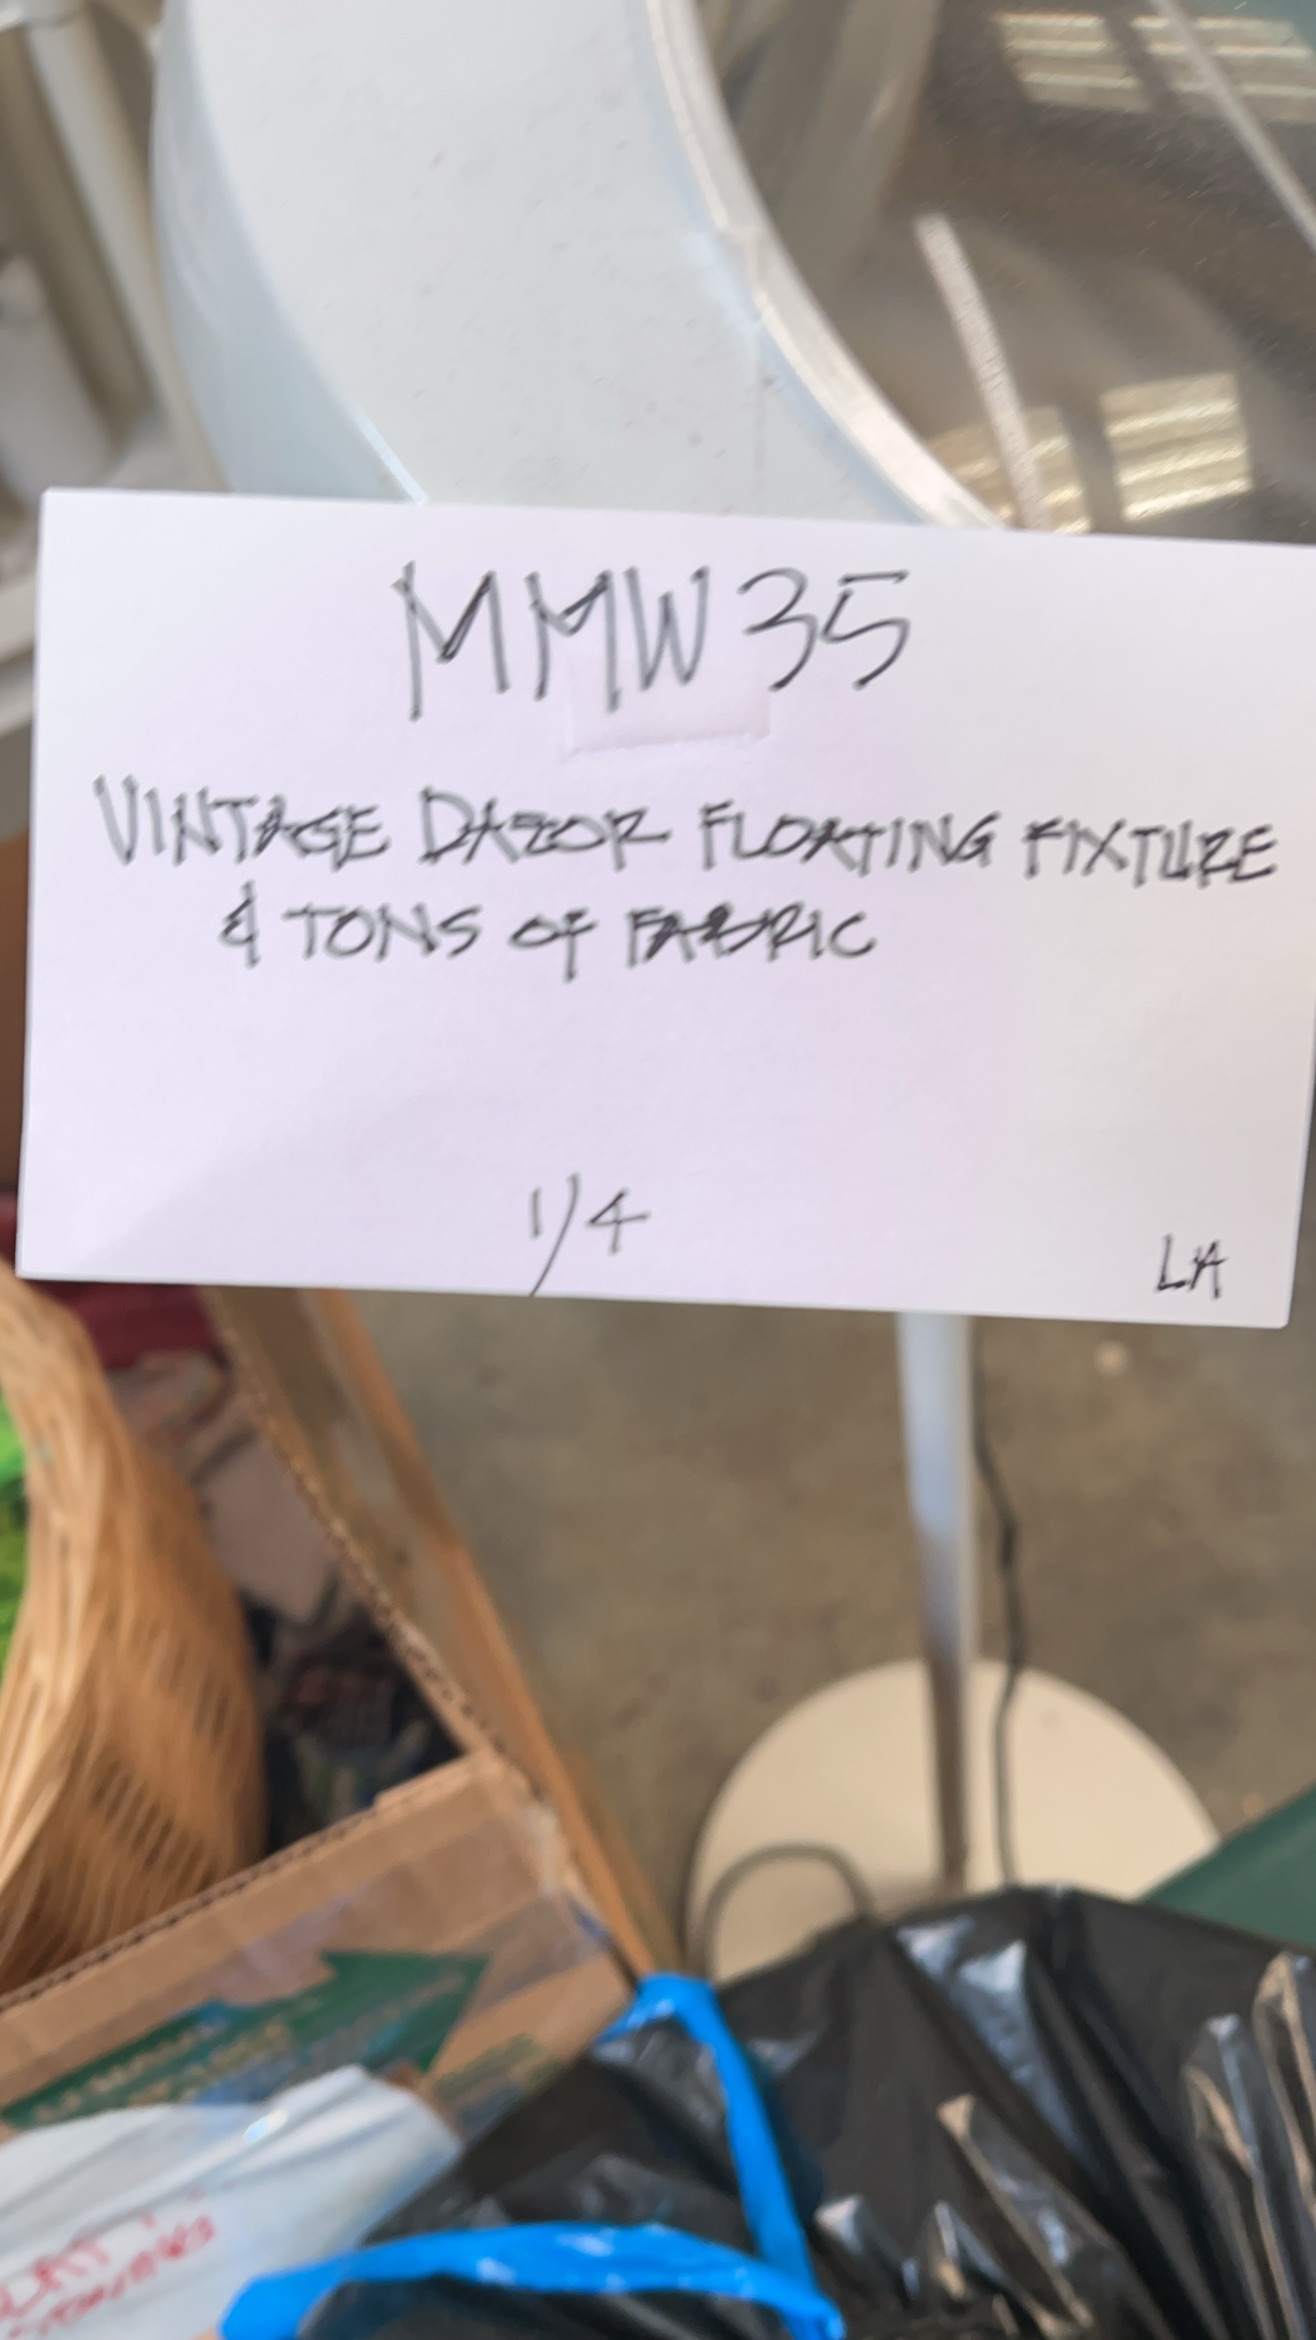 MMW35
VINTAGE DAZOR FLOATING FIXTURE
& TONS OF FABRIC
1/4
LA